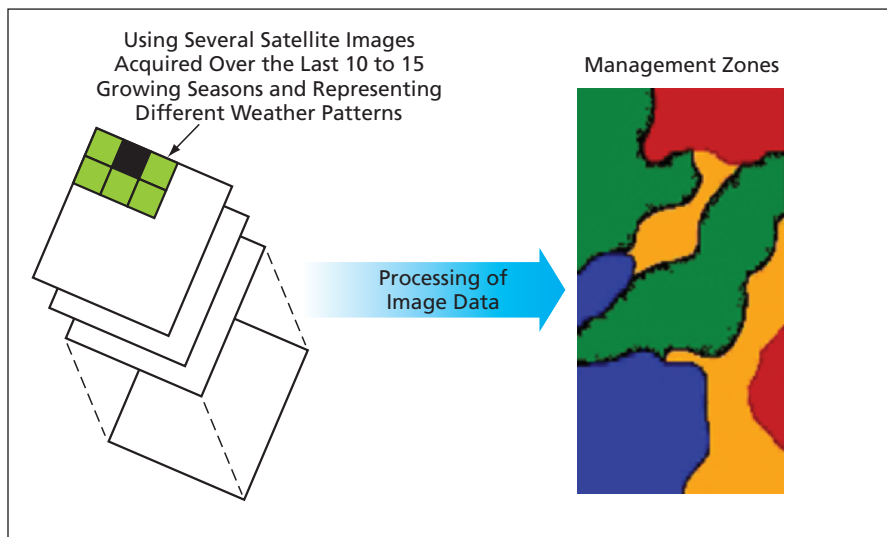 Using Several Satellite Images
Acquired Over the Last 10 to 15
Growing Seasons and Representing
Different Weather Patterns
Management Zones
Processing of
Image Data